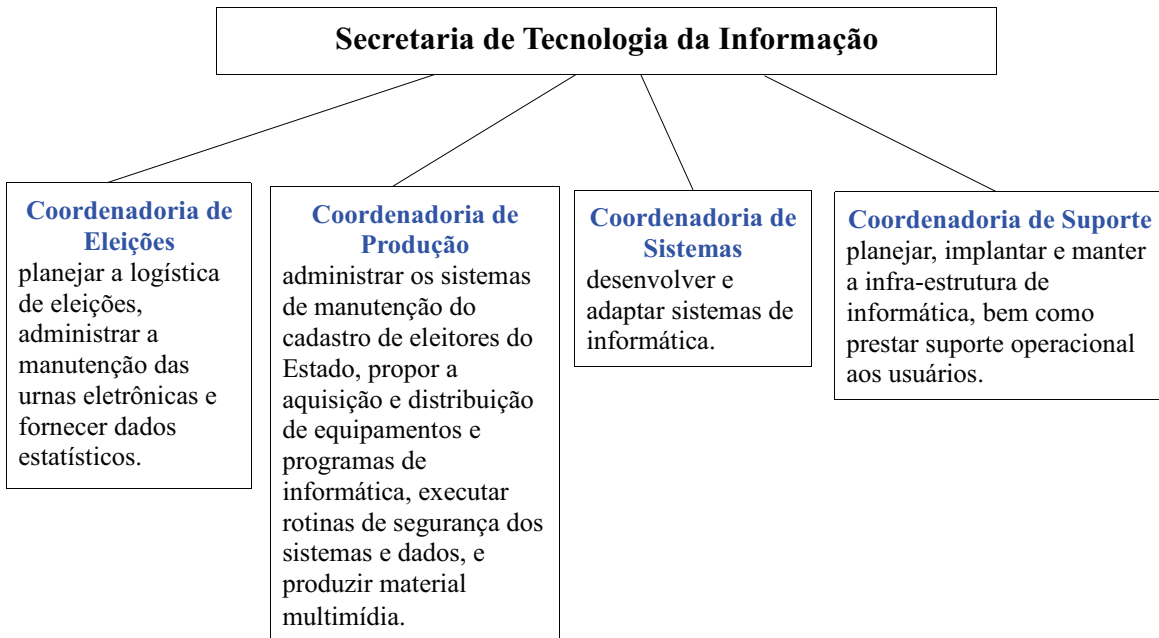 Secretaria de Tecnologia da Informação
Coordenadoria de
Eleições
planejar a logística
de eleições,
administrar a
manutenção das
urnas eletrônicas e
fornecer dados
estatísticos.
Coordenadoria de
Produção
administrar os sistemas
de manutenção do
cadastro de eleitores do
Estado, propor a
aquisição e distribuição
de equipamentos e
programas de
informática, executar
rotinas de segurança dos
sistemas e dados, e
produzir material
multimídia.
Coordenadoria de
Sistemas
desenvolver e
adaptar sistemas de
informática.
Coordenadoria de Suporte
planejar, implantar e manter
a infra-estrutura de
informática, bem como
prestar suporte operacional
aos usuários.